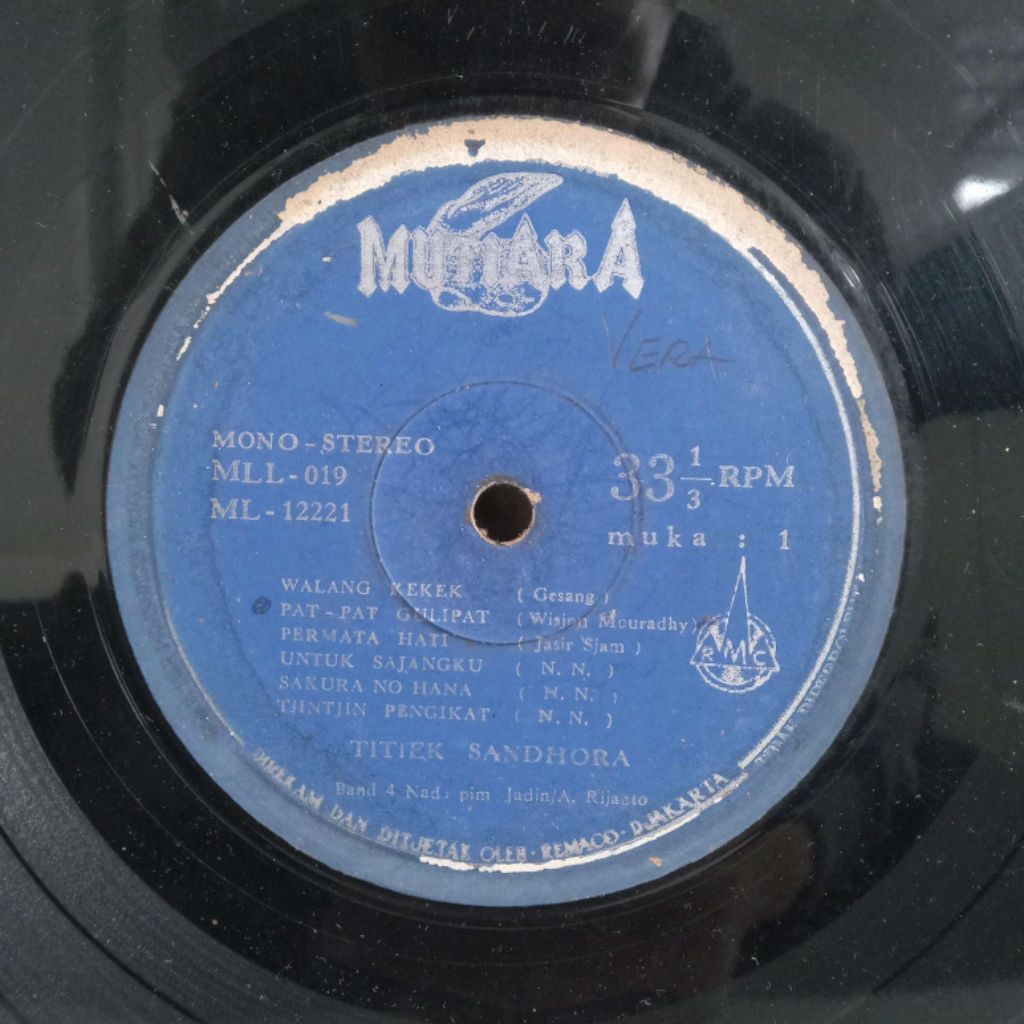 MUTIARA
VERA
MONO - STEREO
MLL - 019
ML - 12221
33 1/3 RPM
muka : 1
WALANG KEKEK ( Gesang )
PAT - PAT GULIPAT ( Wisjnu Mouradhy )
PERMATA HATI ( Jasir Sjam )
UNTUK SAJANGKU ( N. N. )
SAKURA NO HANA ( N. N. )
TJINTJIN PENGIKAT ( N. N. )
RMC
TITIEK SANDHORA
Band 4 Nada pim Jadin/A. Rijanto
DIREKAM DAN DITJETAK OLEH · REMACO · DJAKARTA